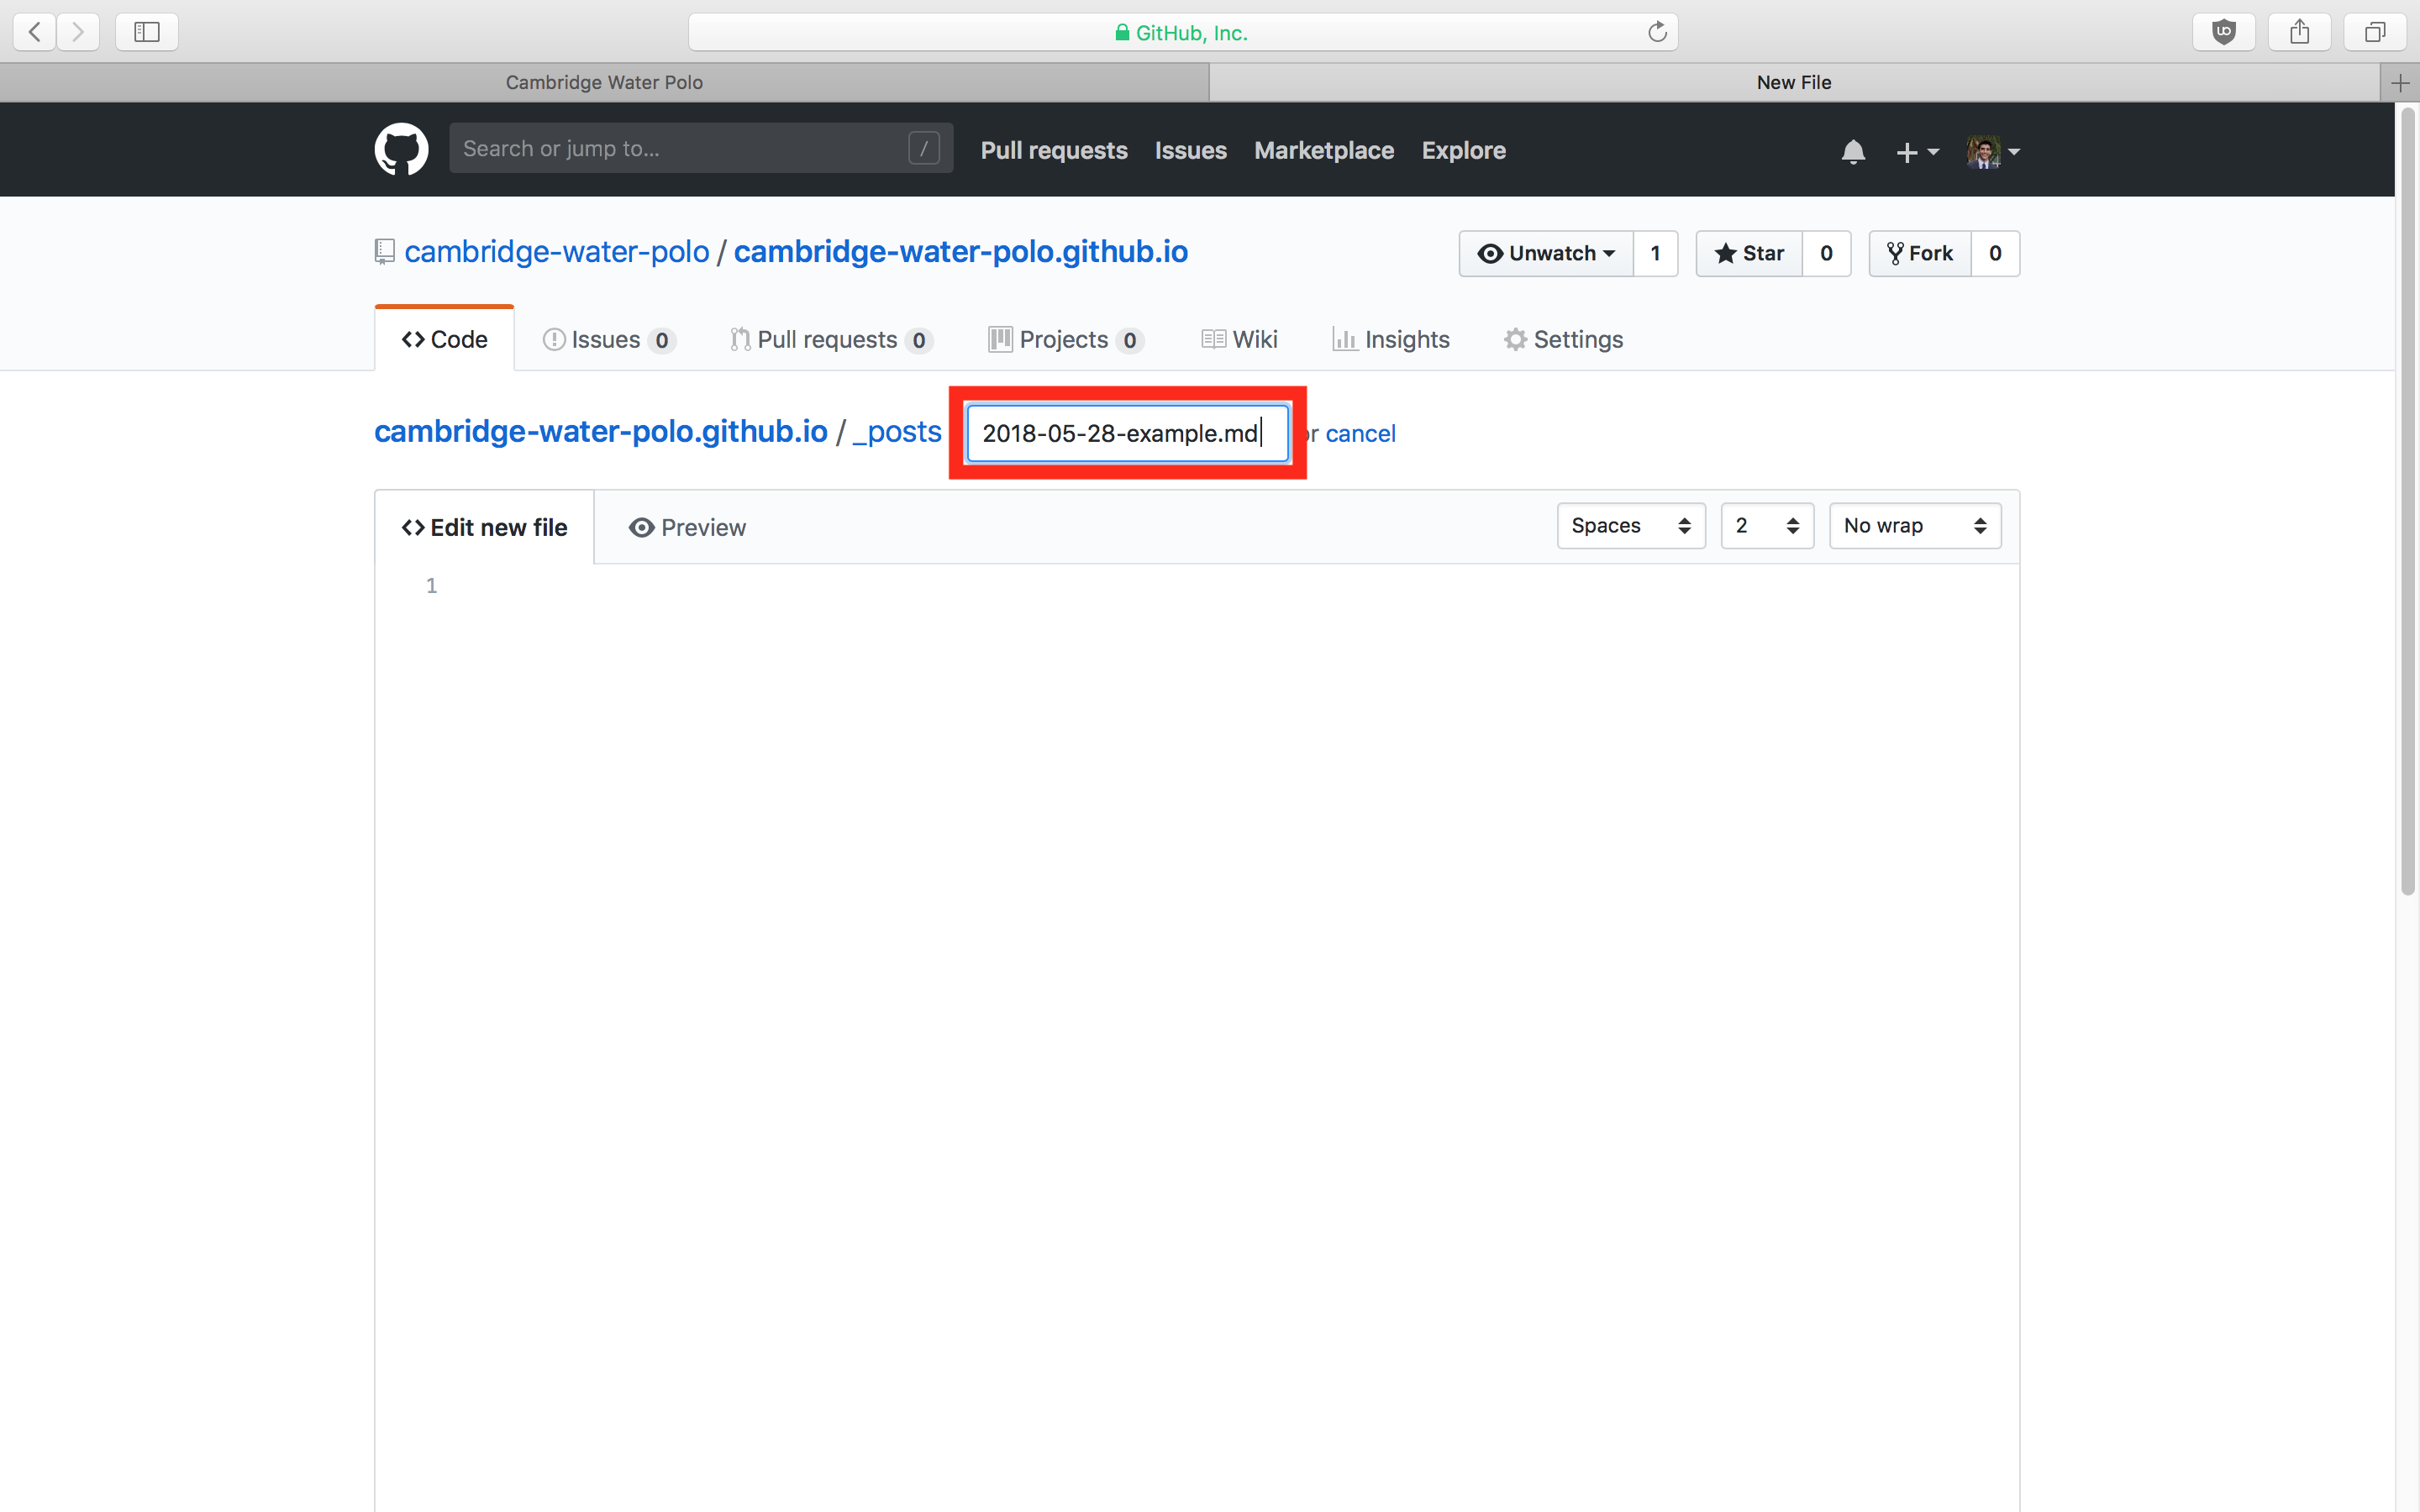 GitHub, Inc.
Cambridge Water Polo
New File
Search or jump to... /
Pull requests Issues Marketplace Explore
cambridge-water-polo / cambridge-water-polo.github.io
Unwatch 1 Star 0 Fork 0
Code Issues 0 Pull requests 0 Projects 0 Wiki Insights Settings
cambridge-water-polo.github.io / _posts 2018-05-28-example.md or cancel
Edit new file Preview
Spaces 2 No wrap
1